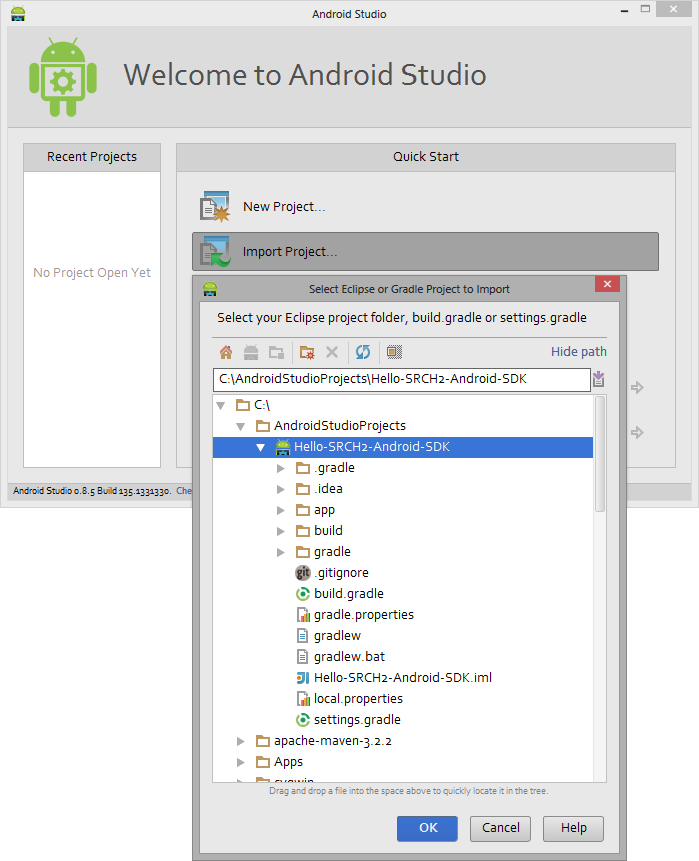 Android Studio
Welcome to Android Studio
Recent Projects
Quick Start
No Project Open Yet
New Project...
Import Project...
Select Eclipse or Gradle Project to Import
Select your Eclipse project folder, build.gradle or settings.gradle
Hide path
C:\AndroidStudioProjects\Hello-SRCH2-Android-SDK
C:\
AndroidStudioProjects
Hello-SRCH2-Android-SDK
.gradle
.idea
app
build
gradle
git .gitignore
build.gradle
gradle.properties
gradlew
gradlew.bat
Hello-SRCH2-Android-SDK.iml
local.properties
settings.gradle
apache-maven-3.2.2
Apps
cygwin
Drag and drop a file into the space above to quickly locate it in the tree.
OK
Cancel
Help
Android Studio 0.8.5 Build 135.1331330. Che